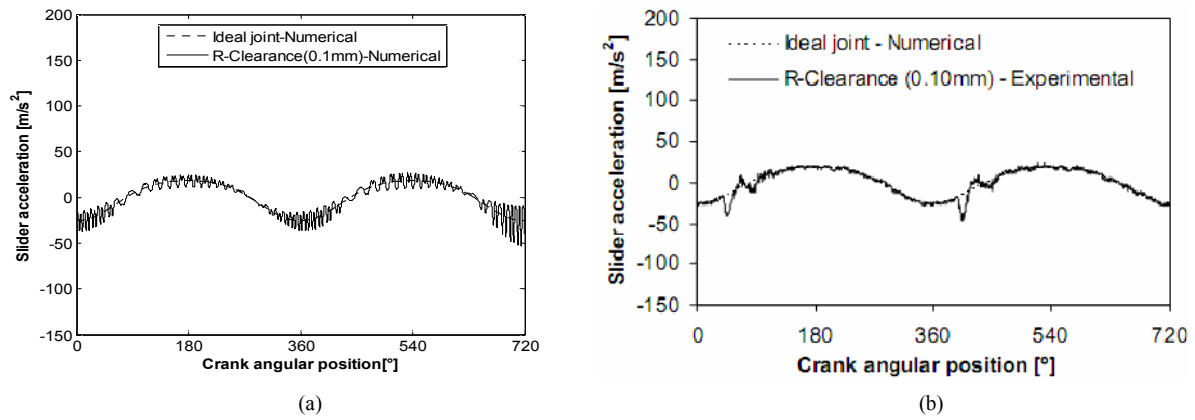 200
150
100
50
0
-50
-100
-150
Slider acceleration [m/s²]
Ideal joint-Numerical
R-Clearance(0.1mm)-Numerical
0
180
360
540
720
Crank angular position[°]
(a)
200
150
100
50
0
-50
-100
-150
Slider acceleration [m/s²]
Ideal joint - Numerical
R-Clearance (0.10mm) - Experimental
0
180
360
540
720
Crank angular position [°]
(b)